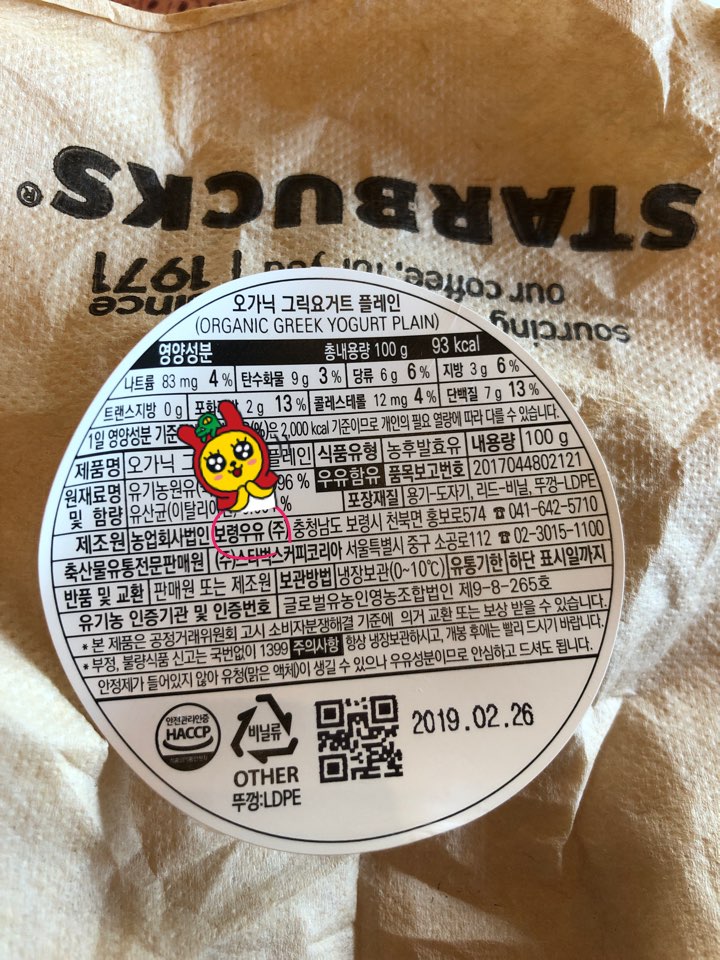 STARBUCKS®
since 1971
sourcing
our coffee, for you
오가닉 그릭요거트 플레인
(ORGANIC GREEK YOGURT PLAIN)
영양성분 총내용량 100 g 93 kcal
나트륨 83 mg 4 % 탄수화물 9 g 3 % 당류 6 g 6 % 지방 3 g 6 %
트랜스지방 0 g 2 g 13 % 콜레스테롤 12 mg 4 % 단백질 7 g 13 %
1일 영양성분 기준 (%)은 2,000 kcal 기준이므로 개인의 필요 열량에 따라 다를 수 있습니다.
제품명 오가닉 그 플레인 식품유형 농후발효유 내용량 100 g
원재료명 및 함량 유기농원유( 96 % 우유함유 품목보고번호 2017044802121
유산균(이탈리 % 포장재질 용기-도자기, 리드-비닐, 뚜껑-LDPE
제조원 농업회사법인 보령우유 (주) 충청남도 보령시 천북면 홍보로574 ☎041-642-5710
축산물유통전문판매원 (주)스타벅스커피코리아 서울특별시 중구 소공로112 ☎02-3015-1100
반품 및 교환 판매원 또는 제조원 보관방법 냉장보관(0~10℃) 유통기한 하단 표시일까지
유기농 인증기관 및 인증번호 글로벌유농인영농조합법인 제9-8-265호
* 본 제품은 공정거래위원회 고시 소비자분쟁해결 기준에 의거 교환 또는 보상 받을 수 있습니다.
* 부정, 불량식품 신고는 국번없이 1399 주의사항 항상 냉장보관하시고, 개봉 후에는 빨리 드시기 바랍니다.
안정제가 들어있지 않아 유청(맑은 액체)이 생길 수 있으나 우유성분이므로 안심하고 드셔도 됩니다.
안전관리인증
HACCP
비닐류
OTHER
뚜껑:LDPE
2019.02.26